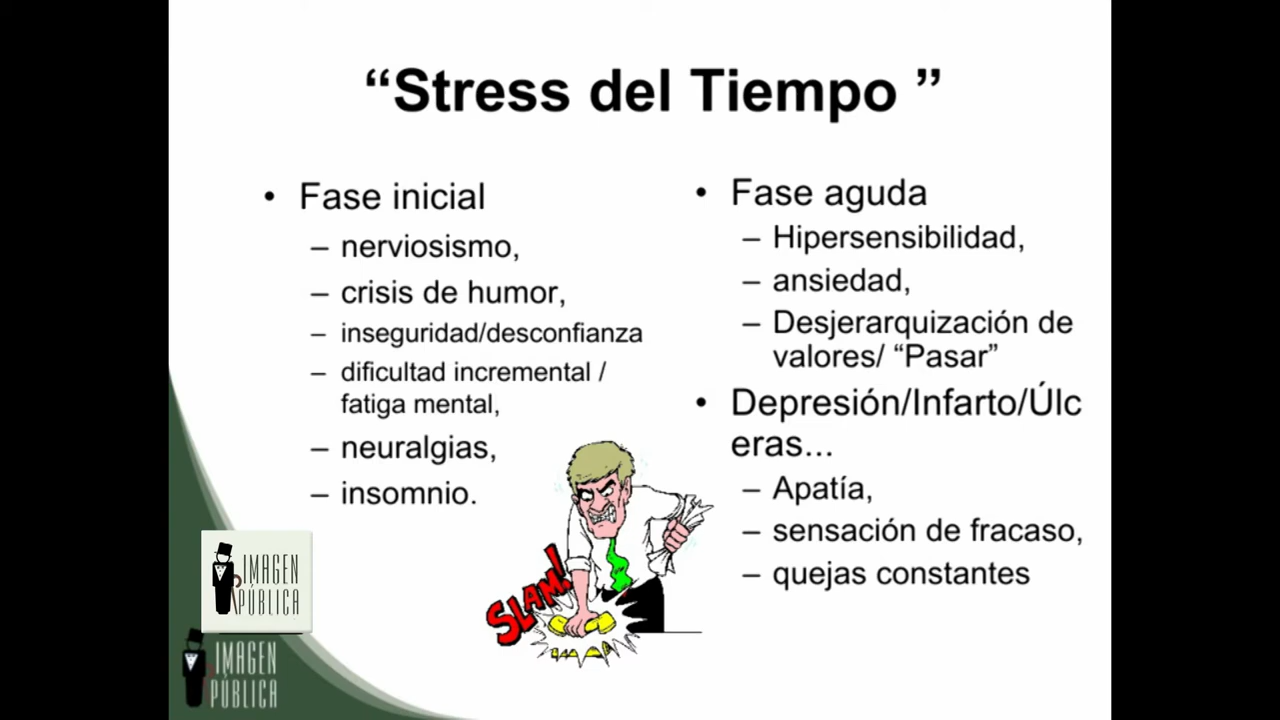 “Stress del Tiempo ”
• Fase inicial
– nerviosismo,
– crisis de humor,
– inseguridad/desconfianza
– dificultad incremental /
fatiga mental,
– neuralgias,
– insomnio.
• Fase aguda
– Hipersensibilidad,
– ansiedad,
– Desjerarquización de
valores/ “Pasar”
• Depresión/Infarto/Úlc
eras...
– Apatía,
– sensación de fracaso,
– quejas constantes
SLAM!
IMAGEN
PÚBLICA
IMAGEN
PÚBLICA